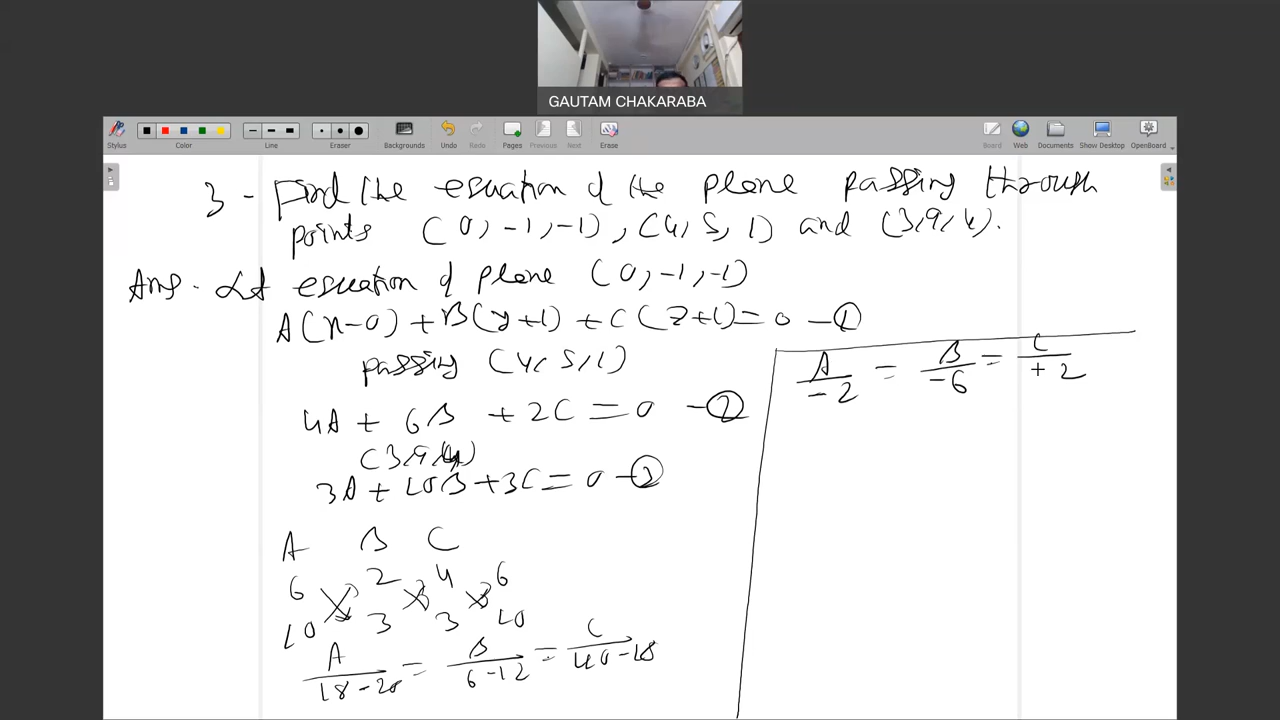 GAUTAM CHAKARABA
Stylus
Color
Eraser
Backgrounds
Undo
Redo
Pages
Previous
Next
Erase
Board
Web
Documents
Show Desktop
OpenBoard
3 - Find the equation of the plane passing through
points (0, -1, -1), (4, 5, 1) and (3, 9, 4).
Ans. Let equation of plane (0, -1, -1)
A(x-0) + B(y+1) + C(z+1) = 0 - ①
passing (4, 5, 1)
4A + 6B + 2C = 0 - ②
(3, 9, 4)
3A + 10B + 3C = 0 - ③
A B C
6 2 4 6
10 3 3 10
A/18-20 = B/6-12 = C/40-18
A/-2 = B/-6 = C/+2